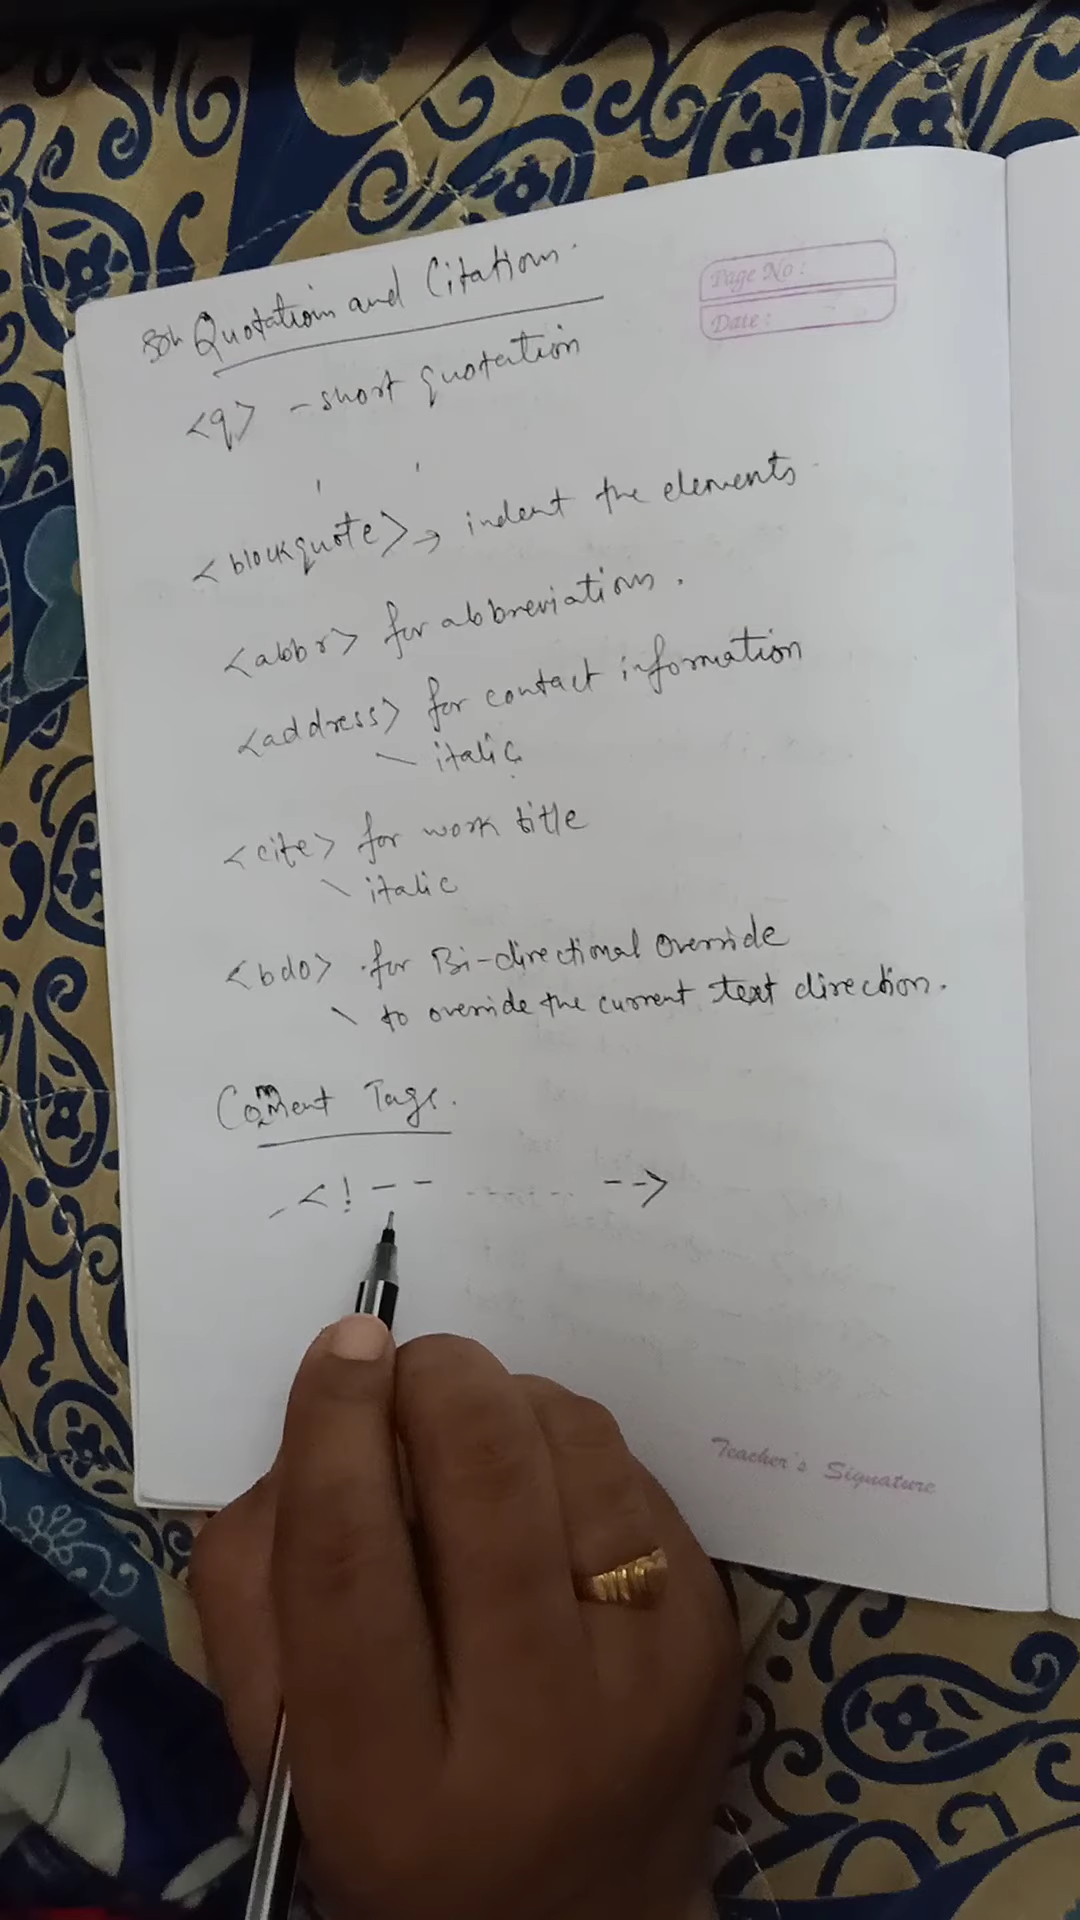 Quotation and Citations.
Page No :
Date :
<q> - short quotation
<blockquote> → indent the elements.
<abbr> for abbreviations.
<address> for contact information
\ italic
<cite> for work title
\ italic
<bdo> for Bi-directional Override
\ to override the current text direction.
Comment Tags.
<!-- ------ -->
Teacher's Signature